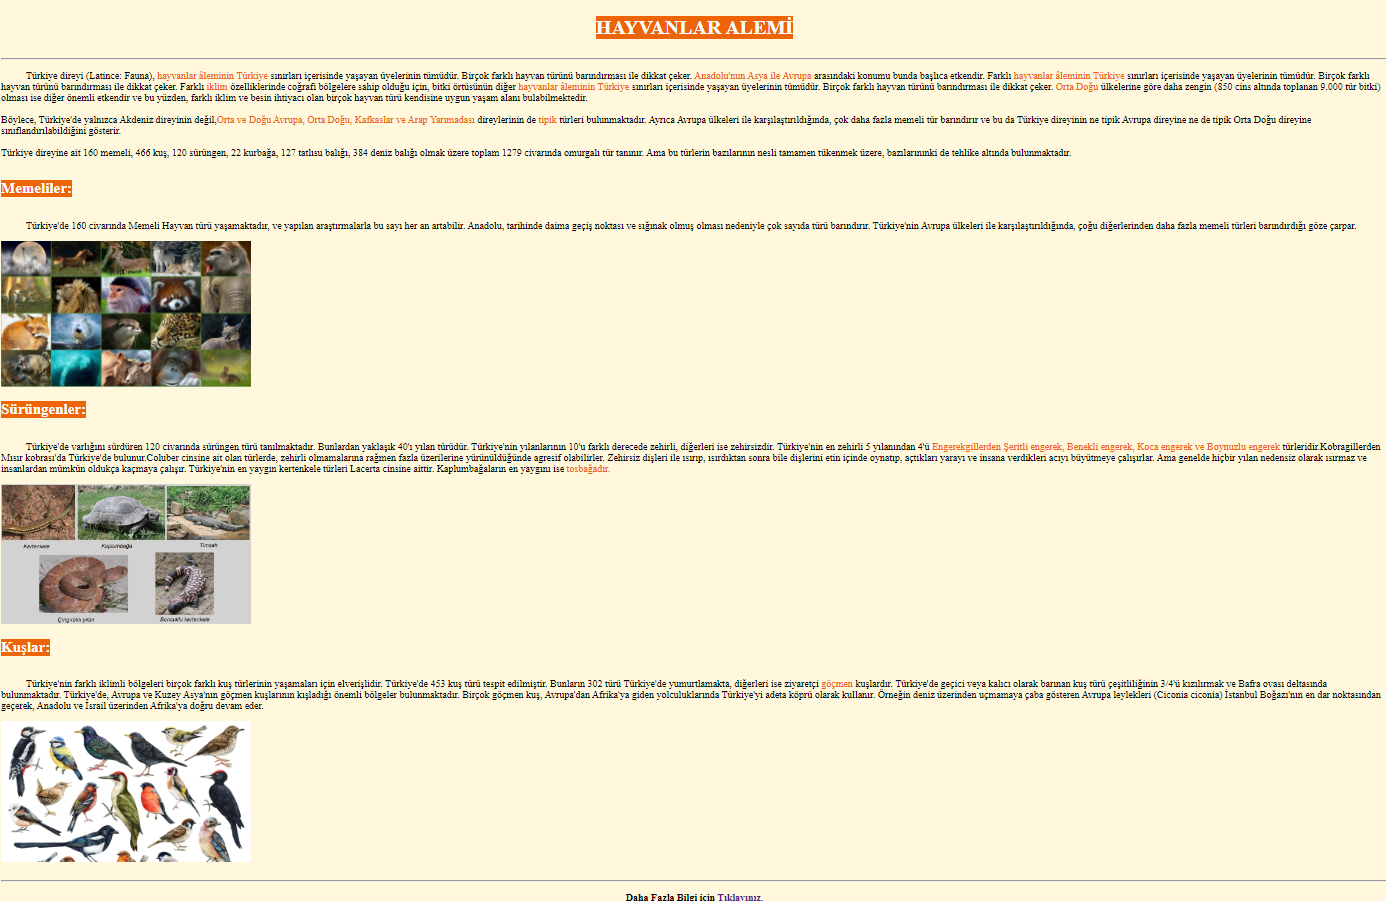 HAYVANLAR ALEMİ
Türkiye direyi (Latince: Fauna), hayvanlar âleminin Türkiye sınırları içerisinde yaşayan üyelerinin tümüdür. Birçok farklı hayvan türünü barındırması ile dikkat çeker. Anadolu'nun Asya ile Avrupa arasındaki konumu bunda başlıca etkendir. Farklı hayvanlar âleminin Türkiye sınırları içerisinde yaşayan üyelerinin tümüdür. Birçok farklı
hayvan türünü barındırması ile dikkat çeker. Farklı iklim özelliklerinde coğrafi bölgelere sahip olduğu için, bitki örtüsünün diğer hayvanlar âleminin Türkiye sınırları içerisinde yaşayan üyelerinin tümüdür. Birçok farklı hayvan türünü barındırması ile dikkat çeker. Orta Doğu ülkelerine göre daha zengin (850 cins altında toplanan 9.000 tür bitki)
olması ise diğer önemli etkendir ve bu yüzden, farklı iklim ve besin ihtiyacı olan birçok hayvan türü kendisine uygun yaşam alanı bulabilmektedir.
Böylece, Türkiye'de yalnızca Akdeniz direyinin değil,Orta ve Doğu Avrupa, Orta Doğu, Kafkaslar ve Arap Yarımadası direylerinin de tipik türleri bulunmaktadır. Ayrıca Avrupa ülkeleri ile karşılaştırıldığında, çok daha fazla memeli tür barındırır ve bu da Türkiye direyinin ne tipik Avrupa direyine ne de tipik Orta Doğu direyine
sınıflandırılabildiğini gösterir.
Türkiye direyine ait 160 memeli, 466 kuş, 120 sürüngen, 22 kurbağa, 127 tatlısu balığı, 384 deniz balığı olmak üzere toplam 1279 civarında omurgalı tür tanınır. Ama bu türlerin bazılarının nesli tamamen tükenmek üzere, bazılarınınki de tehlike altında bulunmaktadır.
Memeliler:
Türkiye'de 160 civarında Memeli Hayvan türü yaşamaktadır, ve yapılan araştırmalarla bu sayı her an artabilir. Anadolu, tarihinde daima geçiş noktası ve sığınak olmuş olması nedeniyle çok sayıda türü barındırır. Türkiye'nin Avrupa ülkeleri ile karşılaştırıldığında, çoğu diğerlerinden daha fazla memeli türleri barındırdığı göze çarpar.
Sürüngenler:
Türkiye'de varlığını sürdüren 120 civarında sürüngen türü tanılmaktadır. Bunlardan yaklaşık 40'ı yılan türüdür. Türkiye'nin yılanlarının 10'u farklı derecede zehirli, diğerleri ise zehirsizdir. Türkiye'nin en zehirli 5 yılanından 4'ü Engerekgillerden Şeritli engerek, Benekli engerek, Koca engerek ve Boynuzlu engerek türleridir.Kobragillerden
Mısır kobrası'da Türkiye'de bulunur.Coluber cinsine ait olan türlerde, zehirli olmamalarına rağmen fazla üzerilerine yürünüldüğünde agresif olabilirler. Zehirsiz dişleri ile ısırıp, ısırdıktan sonra bile dişlerini etin içinde oynatıp, açtıkları yarayı ve insana verdikleri acıyı büyütmeye çalışırlar. Ama genelde hiçbir yılan nedensiz olarak ısırmaz ve
insanlardan mümkün oldukça kaçmaya çalışır. Türkiye'nin en yaygın kertenkele türleri Lacerta cinsine aittir. Kaplumbağaların en yaygını ise tosbağadır.
Kertenkele Kaplumbağa Timsah
Çıngıraklı yılan Boncuklu kertenkele
Kuşlar:
Türkiye'nin farklı iklimli bölgeleri birçok farklı kuş türlerinin yaşamaları için elverişlidir. Türkiye'de 453 kuş türü tespit edilmiştir. Bunların 302 türü Türkiye'de yumurtlamakta, diğerleri ise ziyaretçi göçmen kuşlardır. Türkiye'de geçici veya kalıcı olarak barınan kuş türü çeşitliliğinin 3/4'ü kızılırmak ve Bafra ovası deltasında
bulunmaktadır. Türkiye'de, Avrupa ve Kuzey Asya'nın göçmen kuşlarının kışladığı önemli bölgeler bulunmaktadır. Birçok göçmen kuş, Avrupa'dan Afrika'ya giden yolculuklarında Türkiye'yi adeta köprü olarak kullanır. Örneğin deniz üzerinden uçmamaya çaba gösteren Avrupa leylekleri (Ciconia ciconia) İstanbul Boğazı'nın en dar noktasından
geçerek, Anadolu ve İsrail üzerinden Afrika'ya doğru devam eder.
Daha Fazla Bilgi için Tıklayınız.